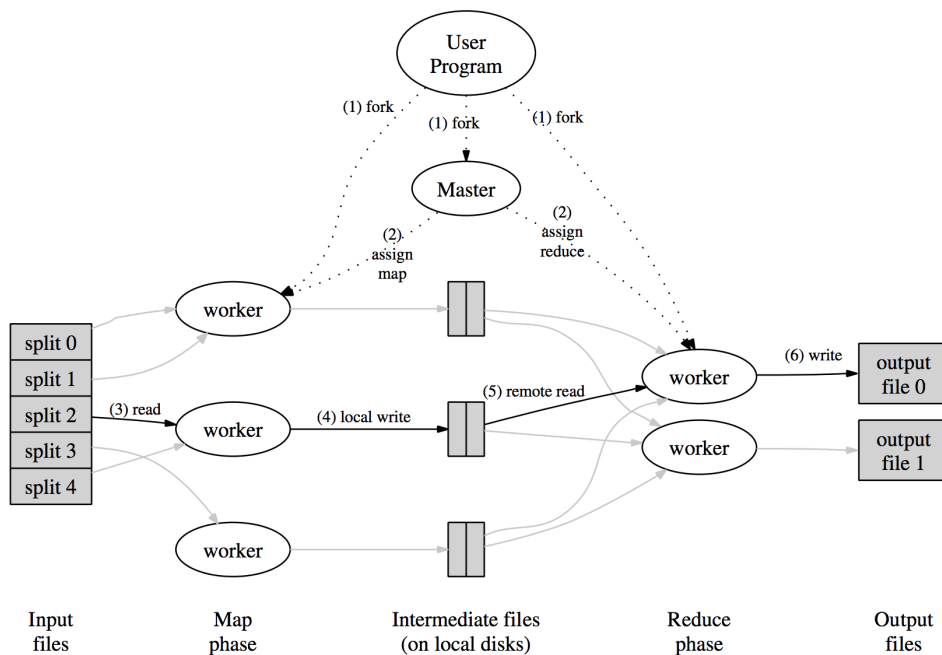 User
Program
(1) fork
(1) fork
(1) fork
Master
(2)
assign
map
(2)
assign
reduce
worker
split 0
split 1
split 2
split 3
split 4
(3) read
worker
(4) local write
(5) remote read
worker
(6) write
output
file 0
worker
output
file 1
worker
Input
files
Map
phase
Intermediate files
(on local disks)
Reduce
phase
Output
files